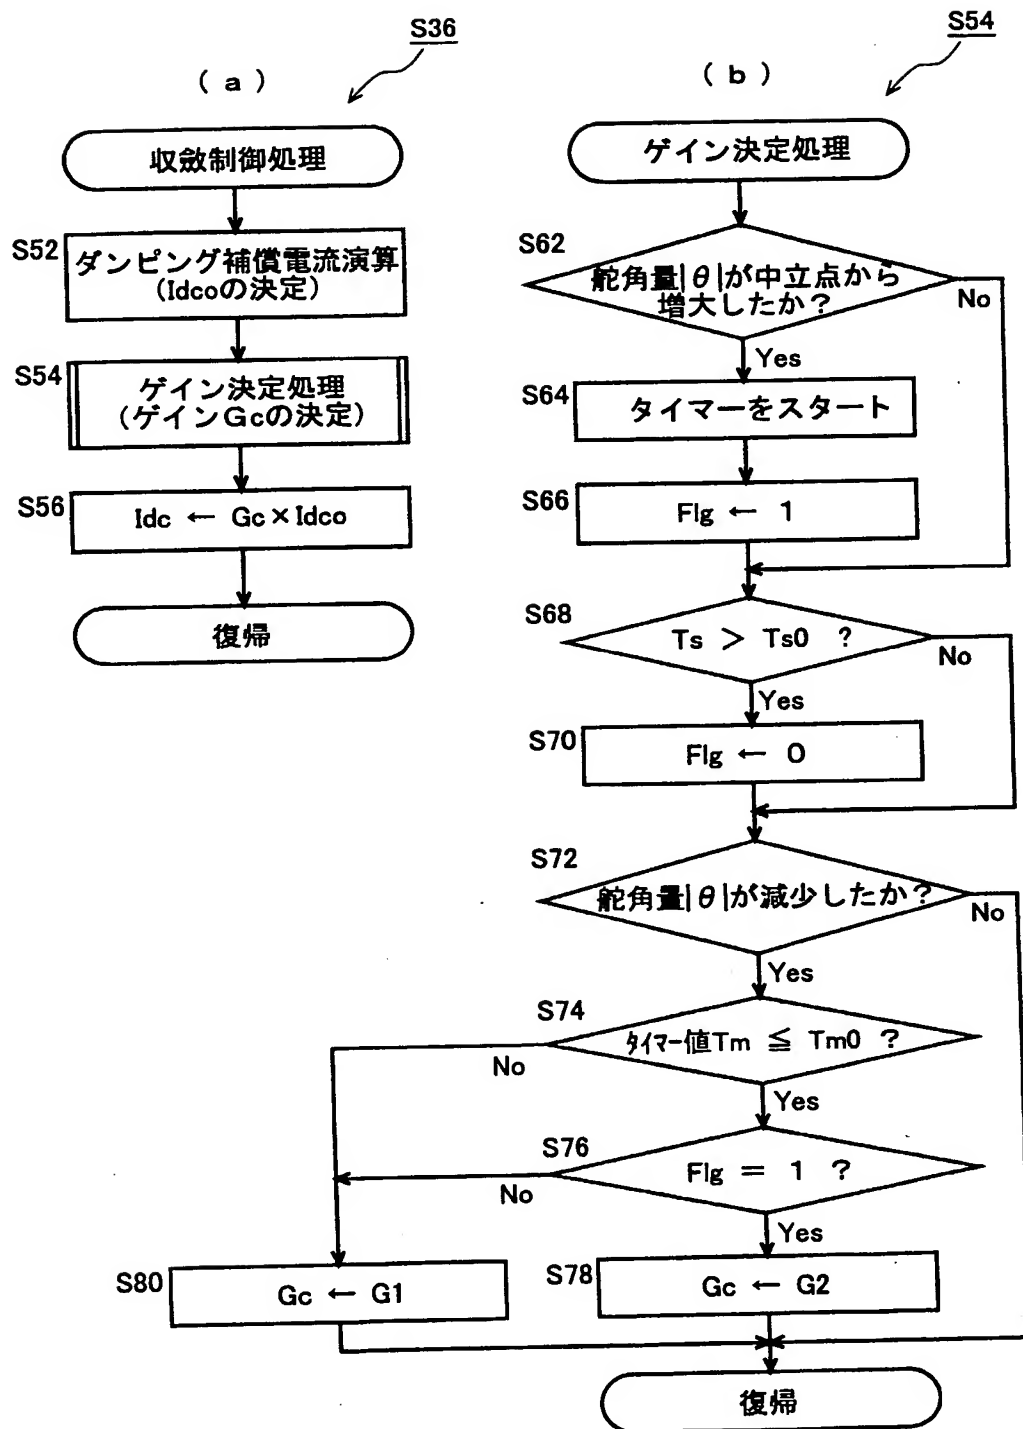 S36
(a)
収斂制御処理
S52
ダンピング補償電流演算
(Idcoの決定)
S54
ゲイン決定処理
(ゲインGcの決定)
S56
Idc ← Gc×Idco
復帰
S54
(b)
ゲイン決定処理
S62
舵角量|θ|が中立点から
増大したか?
No
Yes
S64
タイマーをスタート
S66
Flg ← 1
S68
Ts > Ts0 ?
No
Yes
S70
Flg ← 0
S72
舵角量|θ|が減少したか?
No
Yes
S74
タイマー値Tm ≦ Tm0 ?
No
Yes
S76
Flg = 1 ?
No
Yes
S80
Gc ← G1
S78
Gc ← G2
復帰